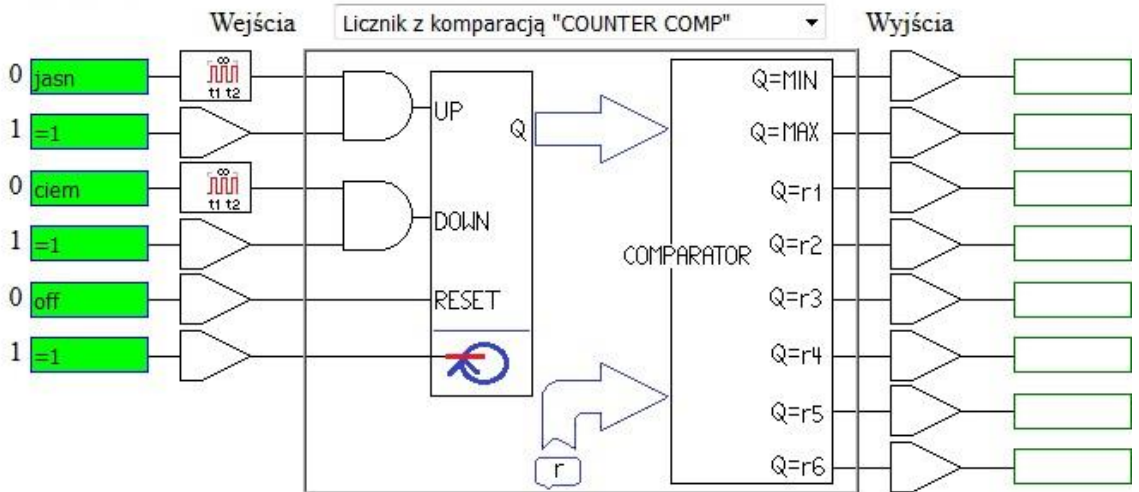 Wejścia
Licznik z komparacją "COUNTER COMP"
Wyjścia
0 jasn ∞ t1 t2 Q=MIN
1 =1 UP Q Q=MAX
0 ciem ∞ t1 t2 Q=r1
1 =1 DOWN COMPARATOR Q=r2
0 off RESET Q=r3
1 =1 Q=r4
Q=r5
r Q=r6